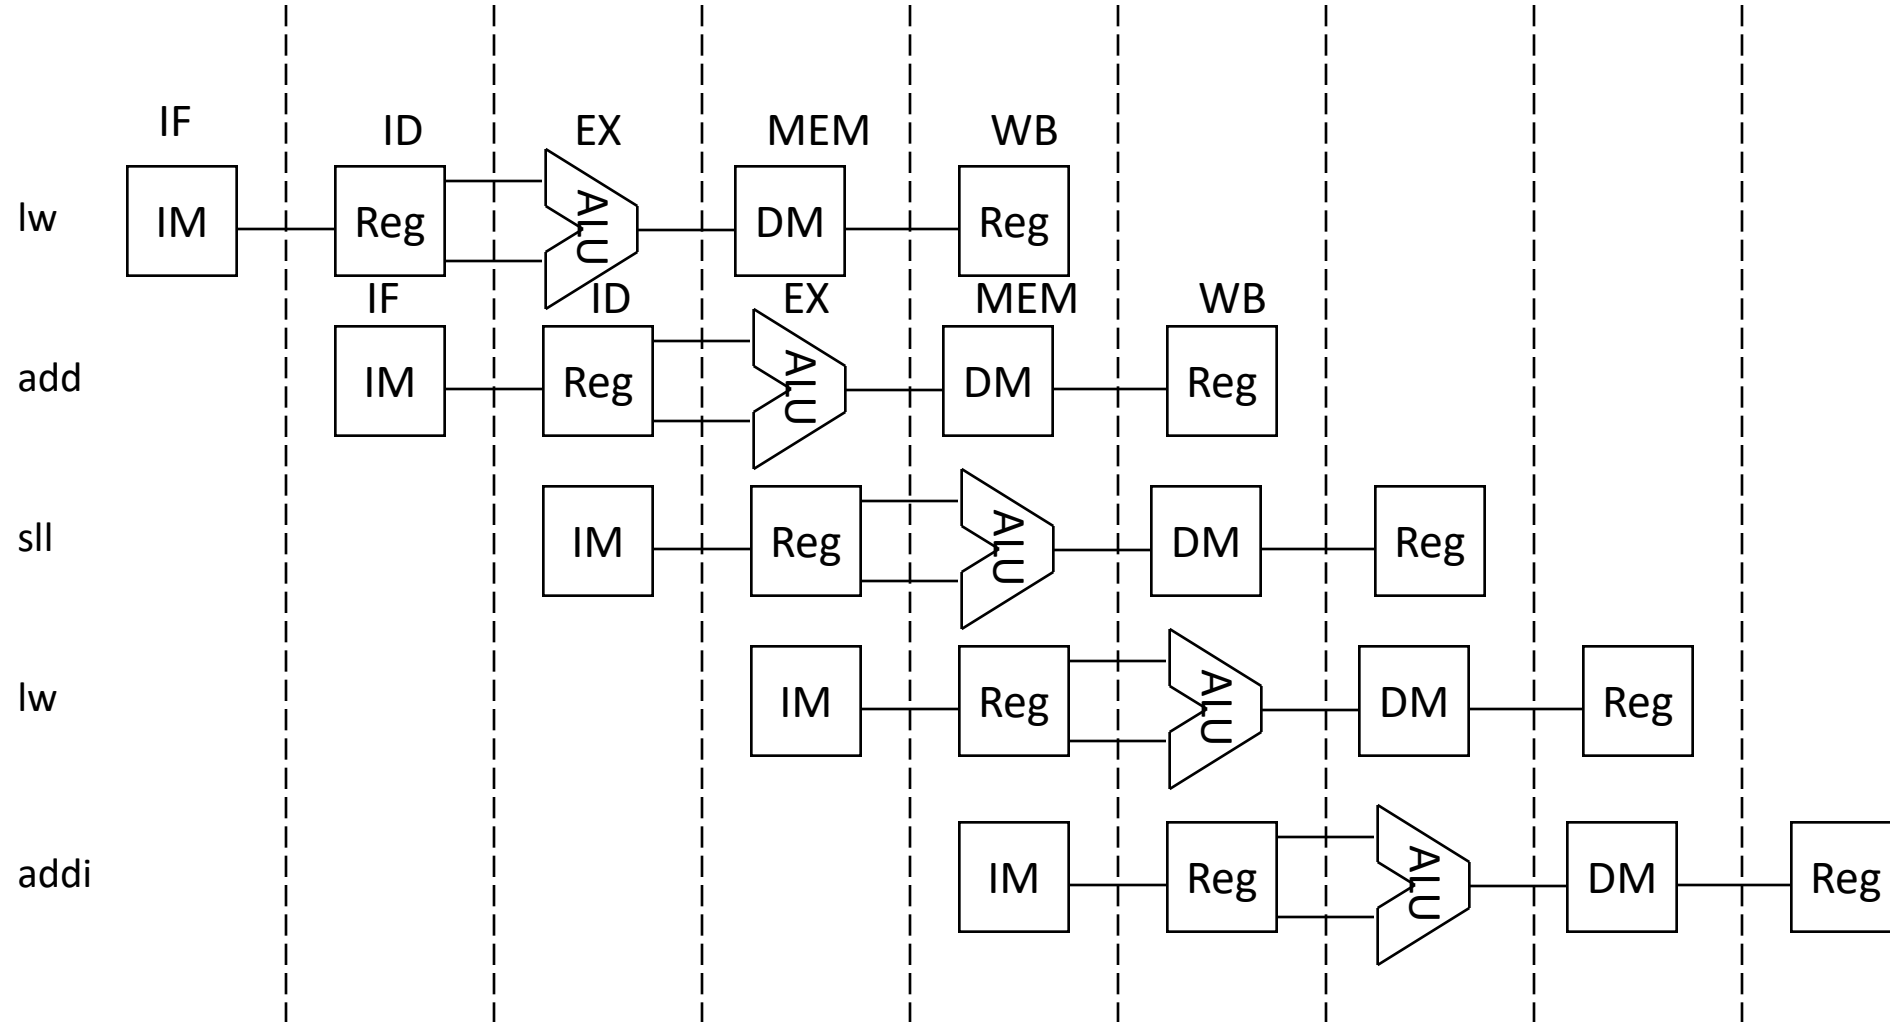 IF ID EX MEM WB
lw IM Reg ALU DM Reg
IF ID EX MEM WB
add IM Reg ALU DM Reg
sll IM Reg ALU DM Reg
lw IM Reg ALU DM Reg
addi IM Reg ALU DM Reg